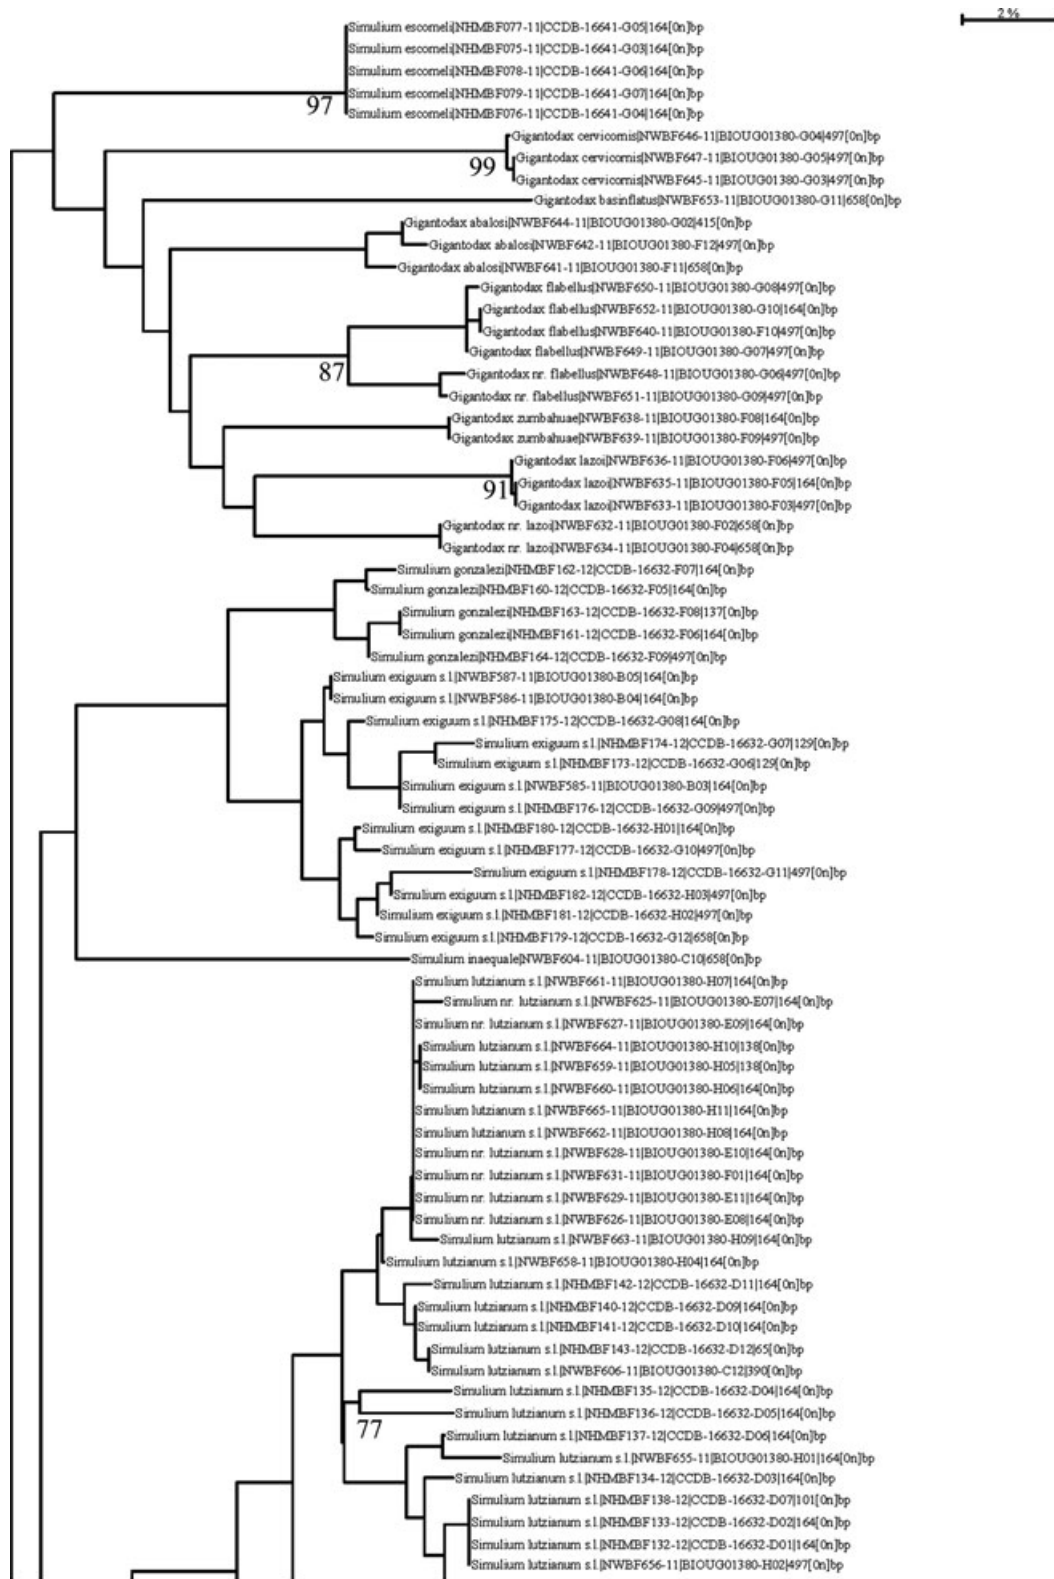 2%
Simulium escomeli|NHMBF077-11|CCDB-16641-G05|164[0n]bp
Simulium escomeli|NHMBF075-11|CCDB-16641-G03|164[0n]bp
Simulium escomeli|NHMBF078-11|CCDB-16641-G06|164[0n]bp
Simulium escomeli|NHMBF079-11|CCDB-16641-G07|164[0n]bp
97
Simulium escomeli|NHMBF076-11|CCDB-16641-G04|164[0n]bp
Gigantodax cervicornis|NWBF646-11|BIOUG01380-G04|497[0n]bp
Gigantodax cervicornis|NWBF647-11|BIOUG01380-G05|497[0n]bp
99
Gigantodax cervicornis|NWBF645-11|BIOUG01380-G03|497[0n]bp
Gigantodax basinflatus|NWBF653-11|BIOUG01380-G11|658[0n]bp
Gigantodax abalosi|NWBF644-11|BIOUG01380-G02|415[0n]bp
Gigantodax abalosi|NWBF642-11|BIOUG01380-F12|497[0n]bp
Gigantodax abalosi|NWBF641-11|BIOUG01380-F11|658[0n]bp
Gigantodax flabellus|NWBF650-11|BIOUG01380-G08|497[0n]bp
Gigantodax flabellus|NWBF652-11|BIOUG01380-G10|164[0n]bp
Gigantodax flabellus|NWBF640-11|BIOUG01380-F10|497[0n]bp
Gigantodax flabellus|NWBF649-11|BIOUG01380-G07|497[0n]bp
87
Gigantodax nr. flabellus|NWBF648-11|BIOUG01380-G06|497[0n]bp
Gigantodax nr. flabellus|NWBF651-11|BIOUG01380-G09|497[0n]bp
Gigantodax zumbahuae|NWBF638-11|BIOUG01380-F08|164[0n]bp
Gigantodax zumbahuae|NWBF639-11|BIOUG01380-F09|497[0n]bp
Gigantodax lazoi|NWBF636-11|BIOUG01380-F06|497[0n]bp
91
Gigantodax lazoi|NWBF635-11|BIOUG01380-F05|164[0n]bp
Gigantodax lazoi|NWBF633-11|BIOUG01380-F03|497[0n]bp
Gigantodax nr. lazoi|NWBF632-11|BIOUG01380-F02|658[0n]bp
Gigantodax nr. lazoi|NWBF634-11|BIOUG01380-F04|658[0n]bp
Simulium gonzalezi|NHMBF162-12|CCDB-16632-F07|164[0n]bp
Simulium gonzalezi|NHMBF160-12|CCDB-16632-F05|164[0n]bp
Simulium gonzalezi|NHMBF163-12|CCDB-16632-F08|137[0n]bp
Simulium gonzalezi|NHMBF161-12|CCDB-16632-F06|164[0n]bp
Simulium gonzalezi|NHMBF164-12|CCDB-16632-F09|497[0n]bp
Simulium exiguum s.l.|NWBF587-11|BIOUG01380-B05|164[0n]bp
Simulium exiguum s.l.|NWBF586-11|BIOUG01380-B04|164[0n]bp
Simulium exiguum s.l.|NHMBF175-12|CCDB-16632-G08|164[0n]bp
Simulium exiguum s.l.|NHMBF174-12|CCDB-16632-G07|129[0n]bp
Simulium exiguum s.l.|NHMBF173-12|CCDB-16632-G06|129[0n]bp
Simulium exiguum s.l.|NWBF585-11|BIOUG01380-B03|164[0n]bp
Simulium exiguum s.l.|NHMBF176-12|CCDB-16632-G09|497[0n]bp
Simulium exiguum s.l.|NHMBF180-12|CCDB-16632-H01|164[0n]bp
Simulium exiguum s.l.|NHMBF177-12|CCDB-16632-G10|497[0n]bp
Simulium exiguum s.l.|NHMBF178-12|CCDB-16632-G11|497[0n]bp
Simulium exiguum s.l.|NHMBF182-12|CCDB-16632-H03|497[0n]bp
Simulium exiguum s.l.|NHMBF181-12|CCDB-16632-H02|497[0n]bp
Simulium exiguum s.l.|NHMBF179-12|CCDB-16632-G12|658[0n]bp
Simulium inaequale|NWBF604-11|BIOUG01380-C10|658[0n]bp
Simulium lutzianum s.l.|NWBF661-11|BIOUG01380-H07|164[0n]bp
Simulium nr. lutzianum s.l.|NWBF625-11|BIOUG01380-E07|164[0n]bp
Simulium nr. lutzianum s.l.|NWBF627-11|BIOUG01380-E09|164[0n]bp
Simulium lutzianum s.l.|NWBF664-11|BIOUG01380-H10|138[0n]bp
Simulium lutzianum s.l.|NWBF659-11|BIOUG01380-H05|138[0n]bp
Simulium lutzianum s.l.|NWBF660-11|BIOUG01380-H06|164[0n]bp
Simulium lutzianum s.l.|NWBF665-11|BIOUG01380-H11|164[0n]bp
Simulium lutzianum s.l.|NWBF662-11|BIOUG01380-H08|164[0n]bp
Simulium nr. lutzianum s.l.|NWBF628-11|BIOUG01380-E10|164[0n]bp
Simulium nr. lutzianum s.l.|NWBF631-11|BIOUG01380-F01|164[0n]bp
Simulium nr. lutzianum s.l.|NWBF629-11|BIOUG01380-E11|164[0n]bp
Simulium nr. lutzianum s.l.|NWBF626-11|BIOUG01380-E08|164[0n]bp
Simulium lutzianum s.l.|NWBF663-11|BIOUG01380-H09|164[0n]bp
Simulium lutzianum s.l.|NWBF658-11|BIOUG01380-H04|164[0n]bp
Simulium lutzianum s.l.|NHMBF142-12|CCDB-16632-D11|164[0n]bp
Simulium lutzianum s.l.|NHMBF140-12|CCDB-16632-D09|164[0n]bp
Simulium lutzianum s.l.|NHMBF141-12|CCDB-16632-D10|164[0n]bp
Simulium lutzianum s.l.|NHMBF143-12|CCDB-16632-D12|65[0n]bp
Simulium lutzianum s.l.|NWBF606-11|BIOUG01380-C12|390[0n]bp
Simulium lutzianum s.l.|NHMBF135-12|CCDB-16632-D04|164[0n]bp
Simulium lutzianum s.l.|NHMBF136-12|CCDB-16632-D05|164[0n]bp
77
Simulium lutzianum s.l.|NHMBF137-12|CCDB-16632-D06|164[0n]bp
Simulium lutzianum s.l.|NWBF655-11|BIOUG01380-H01|164[0n]bp
Simulium lutzianum s.l.|NHMBF134-12|CCDB-16632-D03|164[0n]bp
Simulium lutzianum s.l.|NHMBF138-12|CCDB-16632-D07|101[0n]bp
Simulium lutzianum s.l.|NHMBF133-12|CCDB-16632-D02|164[0n]bp
Simulium lutzianum s.l.|NHMBF132-12|CCDB-16632-D01|164[0n]bp
Simulium lutzianum s.l.|NWBF656-11|BIOUG01380-H02|497[0n]bp